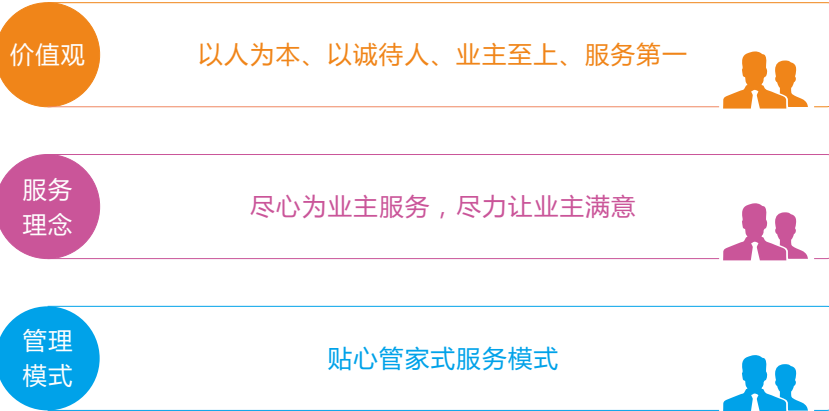 价值观
以人为本、以诚待人、业主至上、服务第一
服务
理念
尽心为业主服务，尽力让业主满意
管理
模式
贴心管家式服务模式